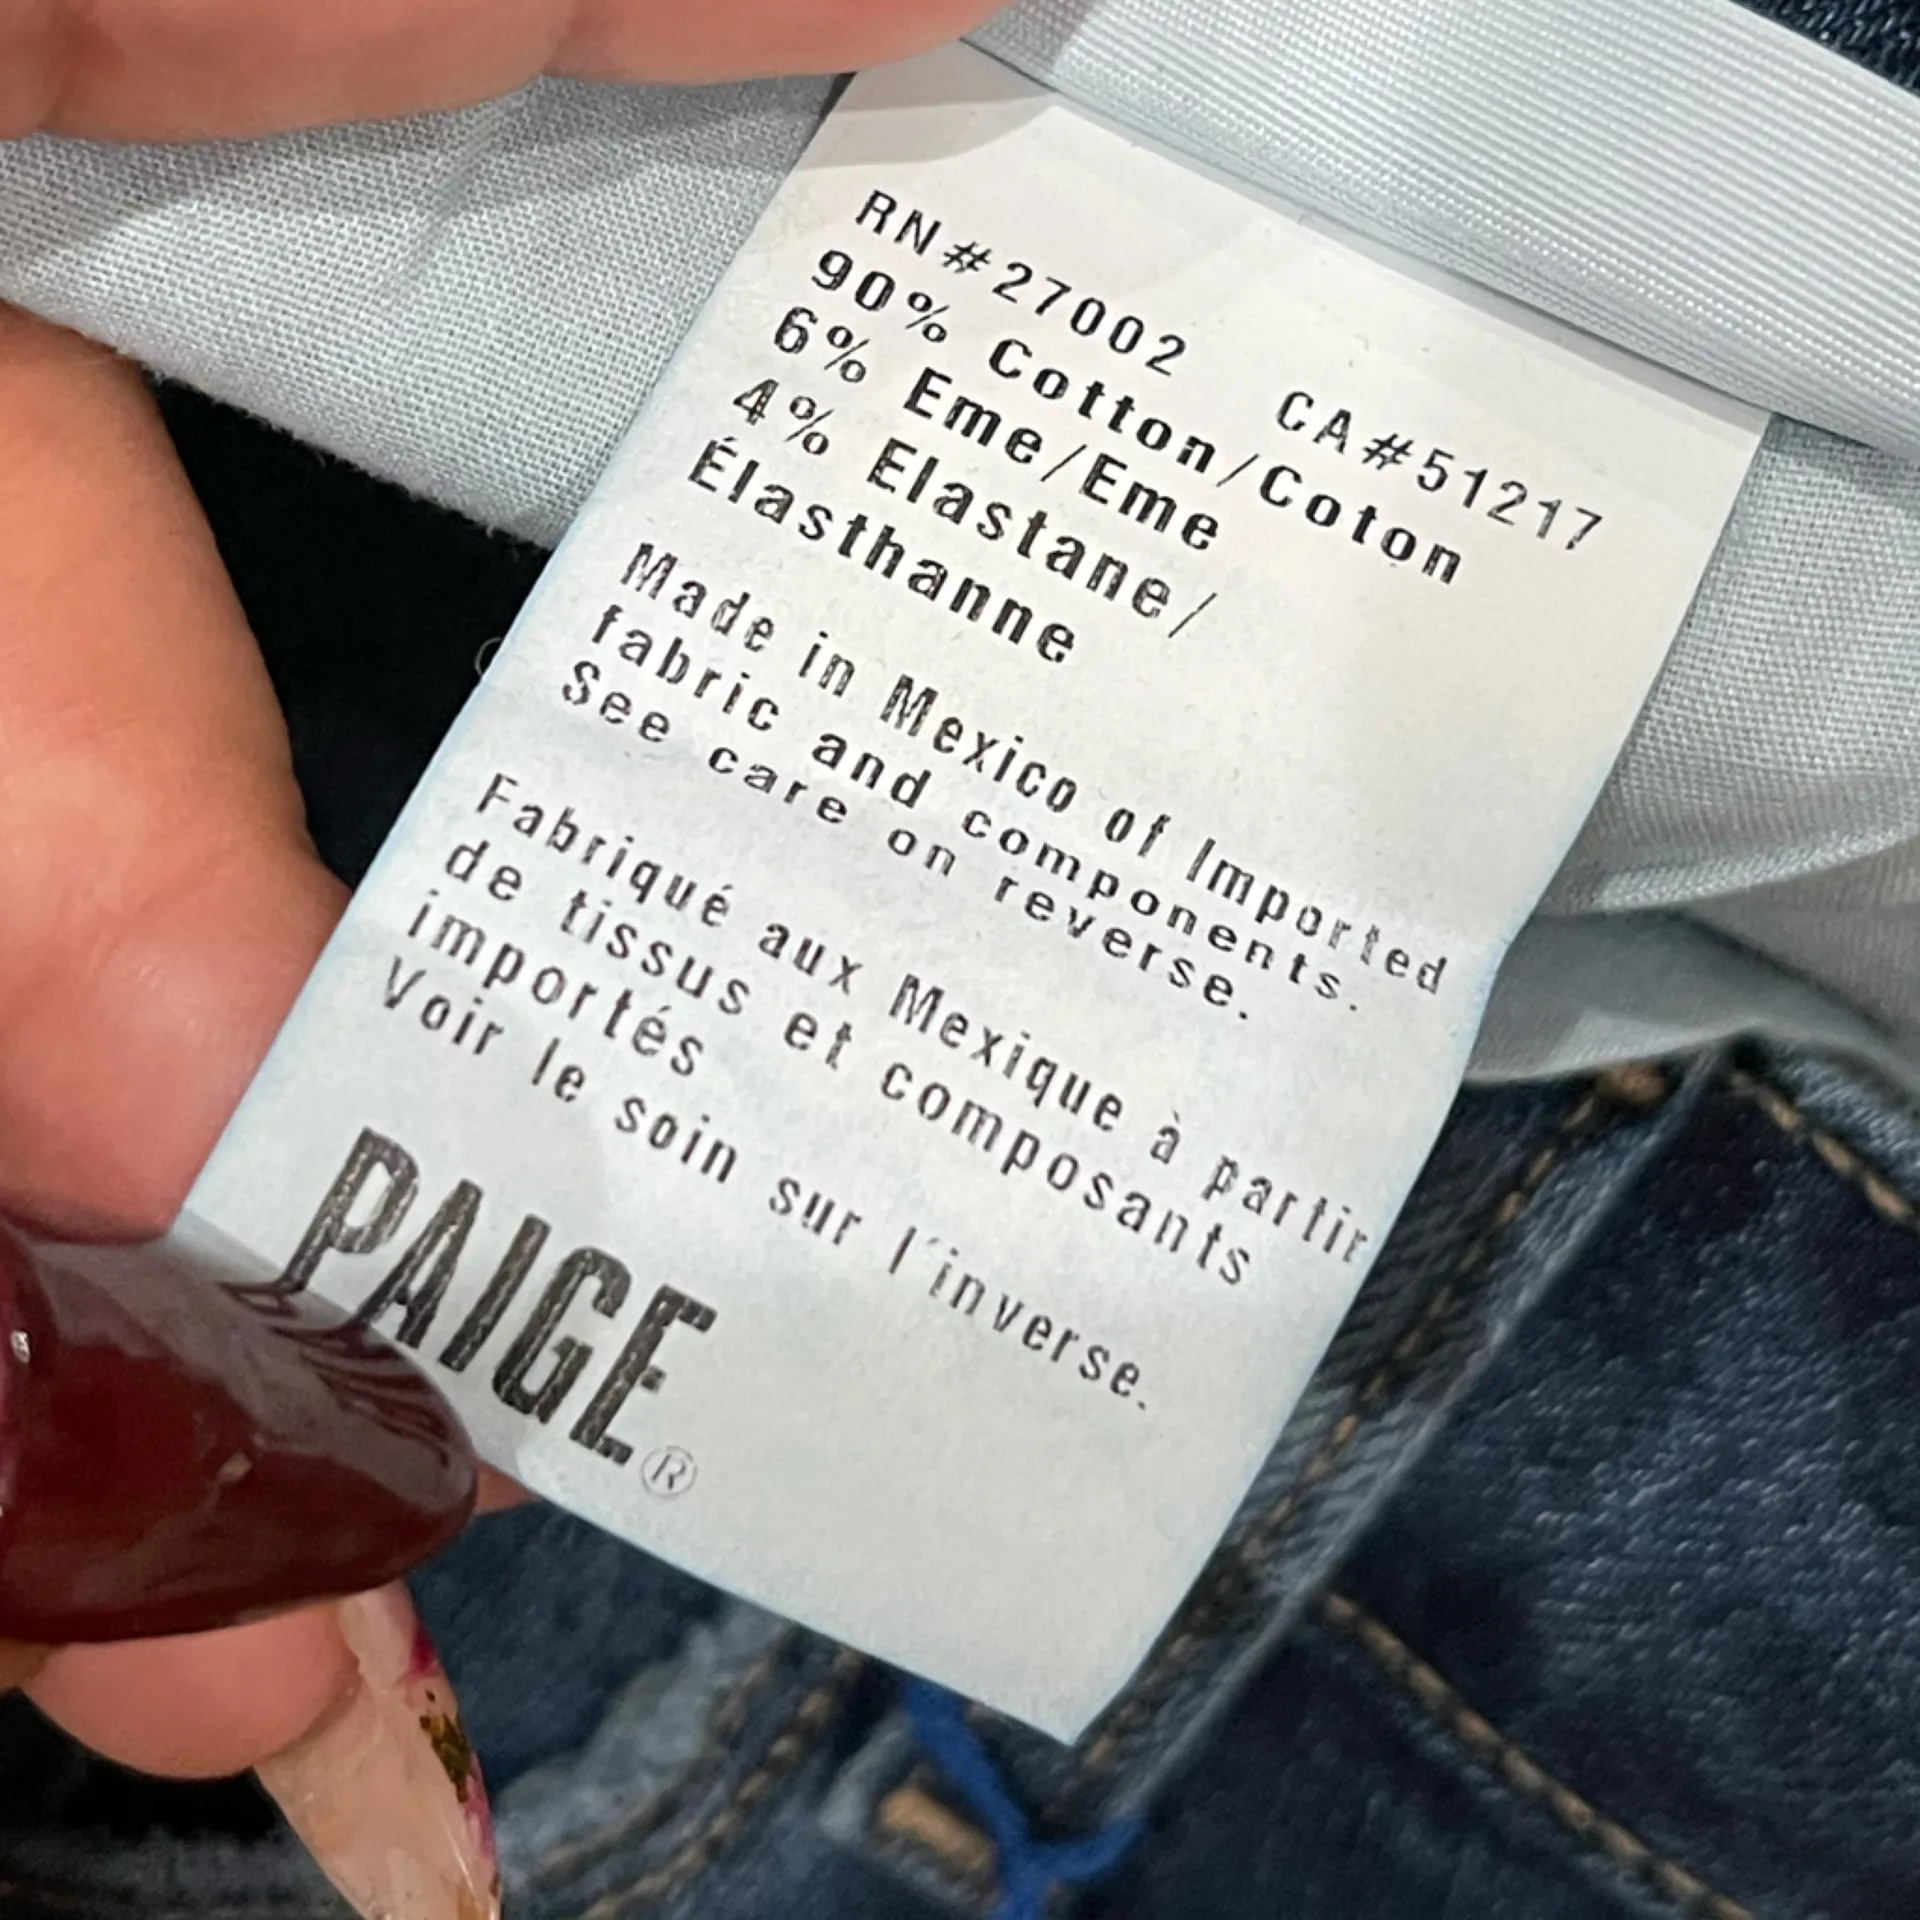 RN#27002 CA#51217
90% Cotton/Coton
6% Eme/Eme
4% Elastane/
Élasthanne
Made in Mexico of Imported
fabric and components.
See care on reverse.
Fabriqué aux Mexique à partir
de tissus et composants
importés
Voir le soin sur l'inverse.
PAIGE®